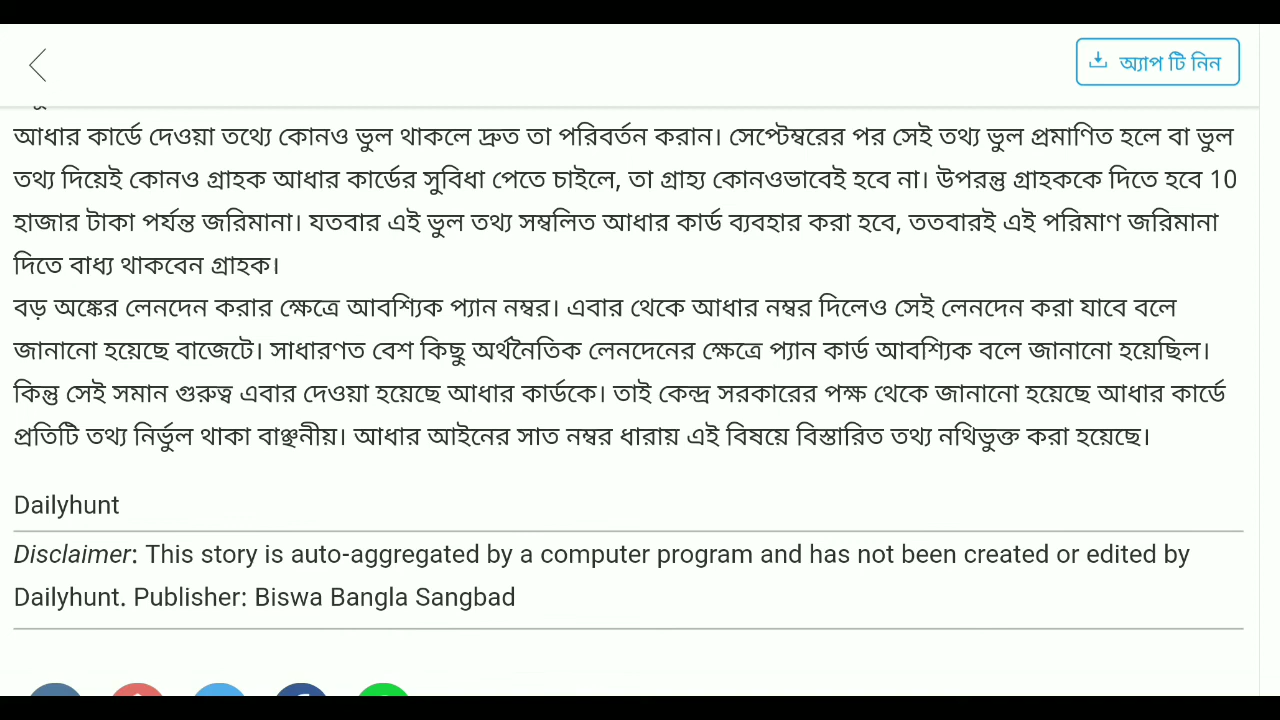 অ্যাপ টি নিন
আধার কার্ডে দেওয়া তথ্যে কোনও ভুল থাকলে দ্রুত তা পরিবর্তন করান। সেপ্টেম্বরের পর সেই তথ্য ভুল প্রমাণিত হলে বা ভুল
তথ্য দিয়েই কোনও গ্রাহক আধার কার্ডের সুবিধা পেতে চাইলে, তা গ্রাহ্য কোনওভাবেই হবে না। উপরন্তু গ্রাহককে দিতে হবে 10
হাজার টাকা পর্যন্ত জরিমানা। যতবার এই ভুল তথ্য সম্বলিত আধার কার্ড ব্যবহার করা হবে, ততবারই এই পরিমাণ জরিমানা
দিতে বাধ্য থাকবেন গ্রাহক।
বড় অঙ্কের লেনদেন করার ক্ষেত্রে আবশ্যিক প্যান নম্বর। এবার থেকে আধার নম্বর দিলেও সেই লেনদেন করা যাবে বলে
জানানো হয়েছে বাজেটে। সাধারণত বেশ কিছু অর্থনৈতিক লেনদেনের ক্ষেত্রে প্যান কার্ড আবশ্যিক বলে জানানো হয়েছিল।
কিন্তু সেই সমান গুরুত্ব এবার দেওয়া হয়েছে আধার কার্ডকে। তাই কেন্দ্র সরকারের পক্ষ থেকে জানানো হয়েছে আধার কার্ডে
প্রতিটি তথ্য নির্ভুল থাকা বাঞ্ছনীয়। আধার আইনের সাত নম্বর ধারায় এই বিষয়ে বিস্তারিত তথ্য নথিভুক্ত করা হয়েছে।
Dailyhunt
Disclaimer: This story is auto-aggregated by a computer program and has not been created or edited by
Dailyhunt. Publisher: Biswa Bangla Sangbad